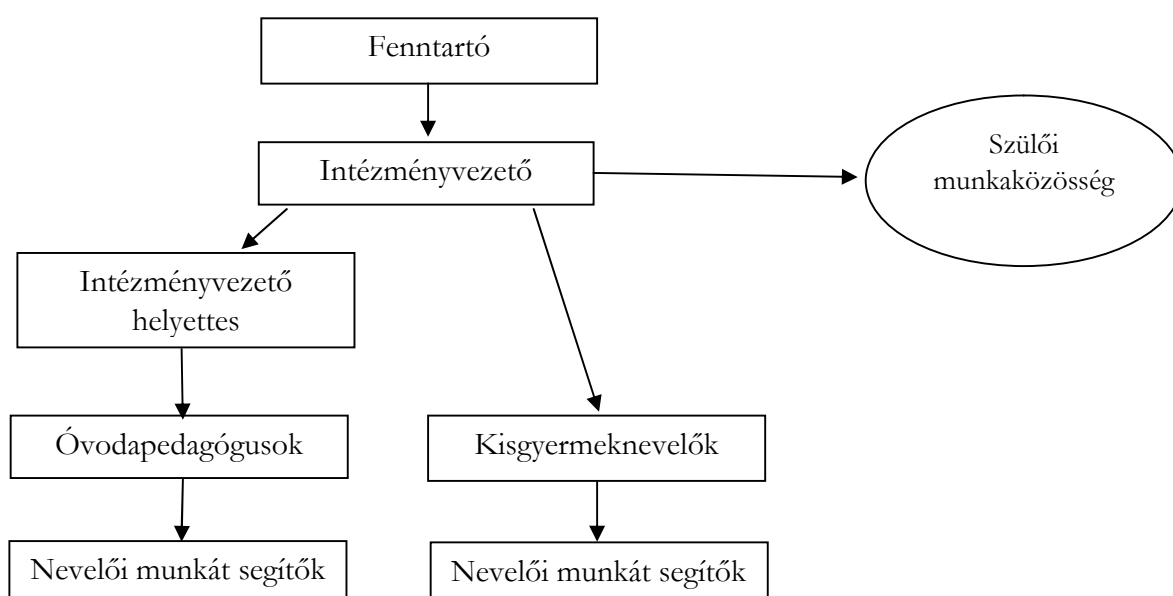 Fenntartó
Intézményvezető
Szülői
munkaközösség
Intézményvezető
helyettes
Óvodapedagógusok
Kisgyermeknevelők
Nevelői munkát segítők
Nevelői munkát segítők